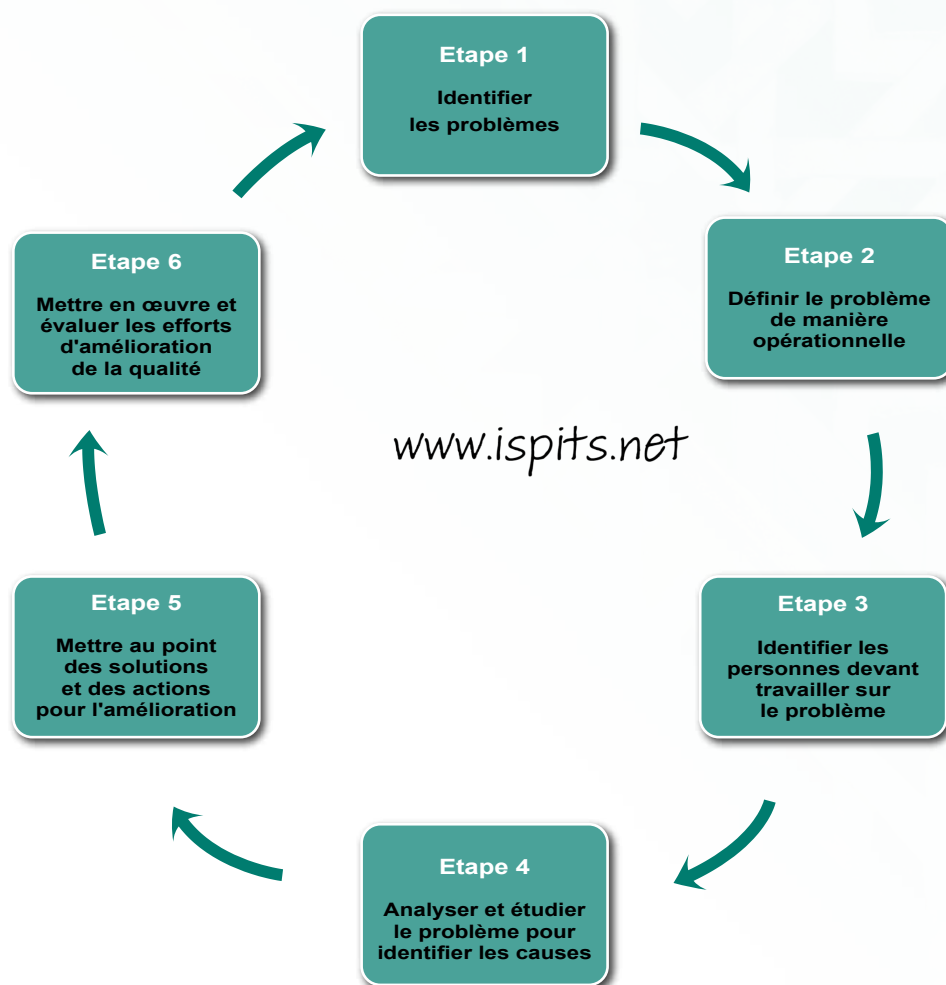 Etape 1
Identifier
les problèmes
Etape 2
Définir le problème
de manière
opérationnelle
Etape 3
Identifier les
personnes devant
travailler sur
le problème
Etape 4
Analyser et étudier
le problème pour
identifier les causes
Etape 5
Mettre au point
des solutions
et des actions
pour l'amélioration
Etape 6
Mettre en œuvre et
évaluer les efforts
d'amélioration
de la qualité
www.ispits.net